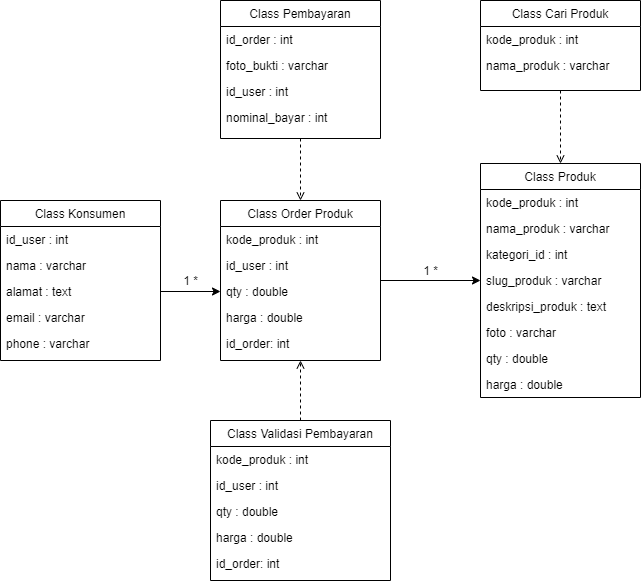 Class Pembayaran
id_order : int
foto_bukti : varchar
id_user : int
nominal_bayar : int
Class Cari Produk
kode_produk : int
nama_produk : varchar
Class Konsumen
id_user : int
nama : varchar
alamat : text
email : varchar
phone : varchar
1 *
Class Order Produk
kode_produk : int
id_user : int
qty : double
harga : double
id_order: int
1 *
Class Produk
kode_produk : int
nama_produk : varchar
kategori_id : int
slug_produk : varchar
deskripsi_produk : text
foto : varchar
qty : double
harga : double
Class Validasi Pembayaran
kode_produk : int
id_user : int
qty : double
harga : double
id_order: int